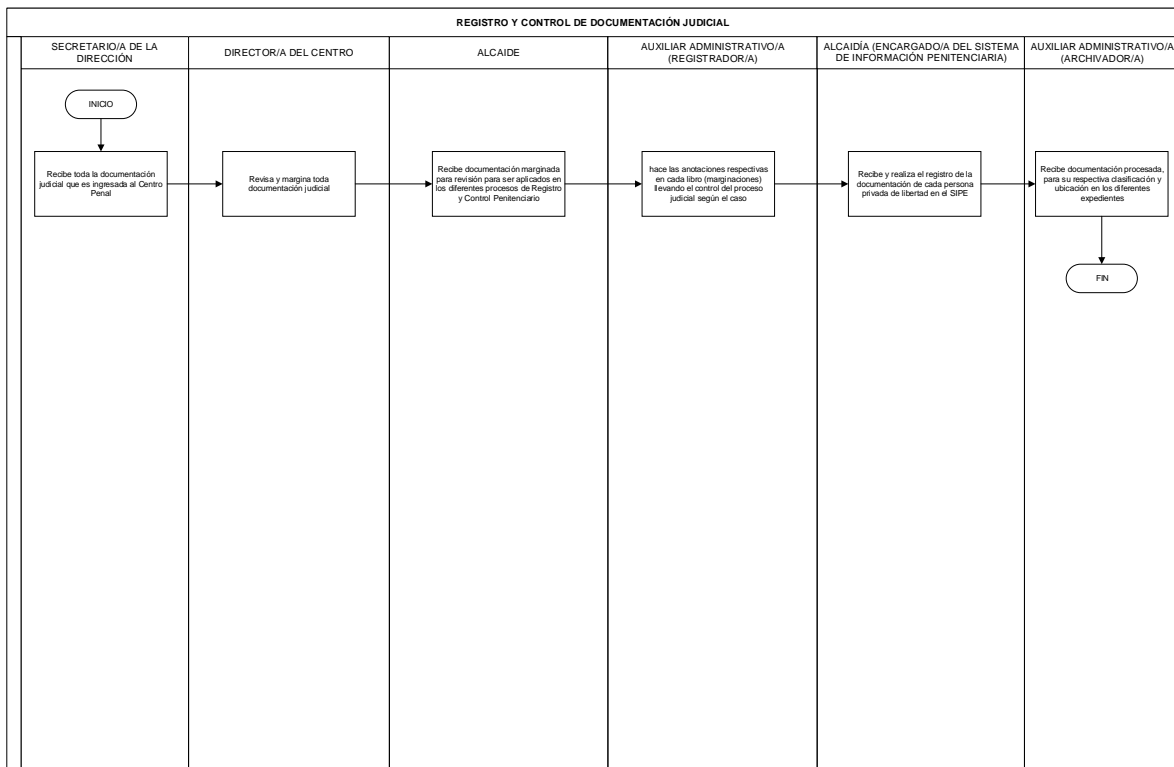 REGISTRO Y CONTROL DE DOCUMENTACIÓN JUDICIAL
SECRETARIO/A DE LA
DIRECCIÓN
DIRECTOR/A DEL CENTRO
ALCAIDE
AUXILIAR ADMINISTRATIVO/A
(REGISTRADOR/A)
ALCAIDÍA (ENCARGADO/A DEL SISTEMA
DE INFORMACIÓN PENITENCIARIA)
AUXILIAR ADMINISTRATIVO/A
(ARCHIVADOR/A)
INICIO
Recibe toda la documentación
judicial que es ingresada al Centro
Penal
Revisa y margina toda
documentación judicial
Recibe documentación marginada
para revisión para ser aplicados en
los diferentes procesos de Registro
y Control Penitenciario
hace las anotaciones respectivas
en cada libro (marginaciones)
llevando el control del proceso
judicial según el caso
Recibe y realiza el registro de la
documentación de cada persona
privada de libertad en el SIPE
Recibe documentación procesada,
para su respectiva clasificación y
ubicación en los diferentes
expedientes
FIN